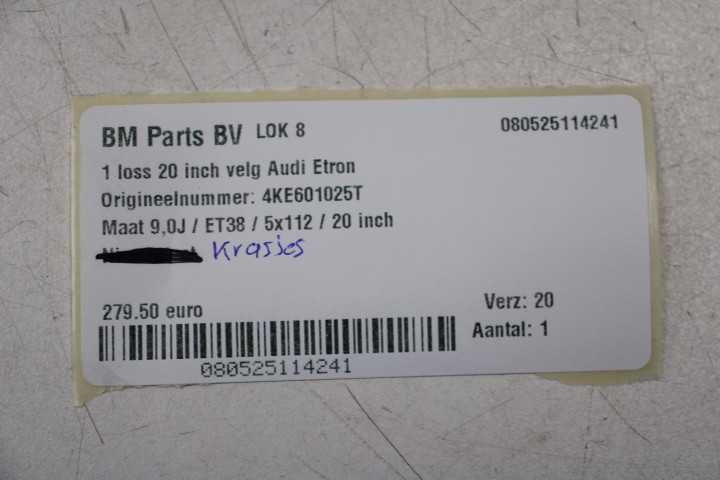 BM Parts BV LOK 8 080525114241
1 loss 20 inch velg Audi Etron
Origineelnummer: 4KE601025T
Maat 9,0J / ET38 / 5x112 / 20 inch
Krasjes
279.50 euro Verz: 20
Aantal: 1
080525114241